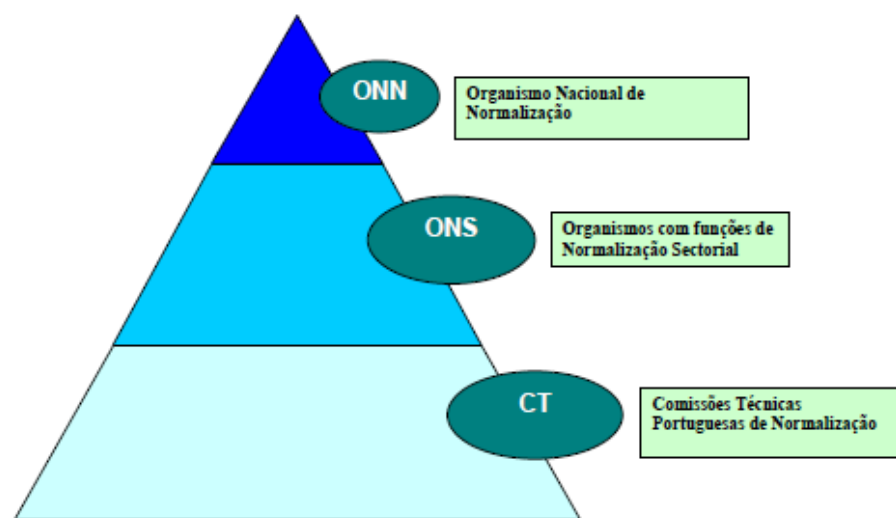 ONN
Organismo Nacional de
Normalização
ONS
Organismos com funções de
Normalização Sectorial
CT
Comissões Técnicas
Portuguesas de Normalização